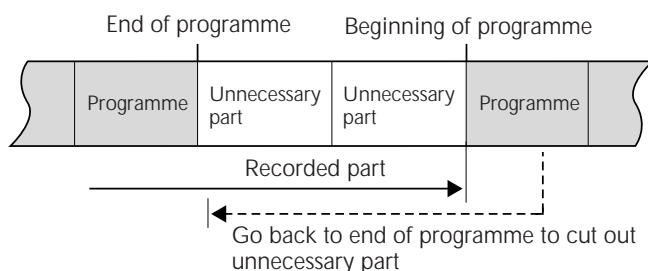 End of programme
Beginning of programme
Programme
Unnecessary
part
Unnecessary
part
Programme
Recorded part
Go back to end of programme to cut out
unnecessary part